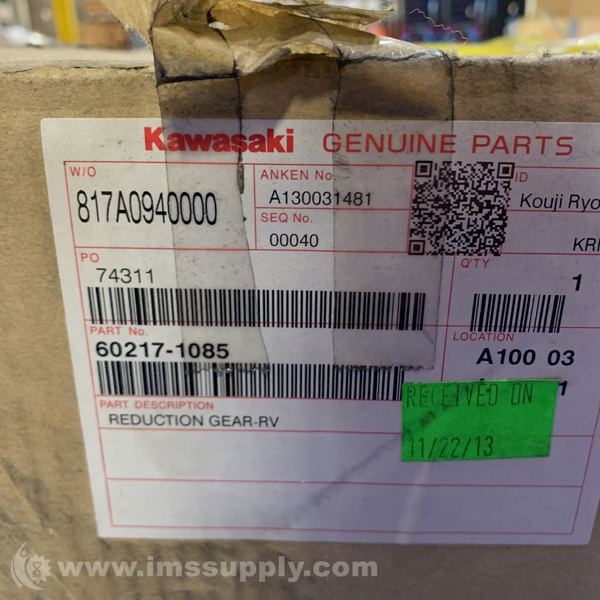 Kawasaki GENUINE PARTS
W/O
817A0940000
ANKEN No.
A130031481
SEQ No.
00040
ID
Kouji Ryo
PO
74311
Q'TY
1
PART No.
60217-1085
LOCATION
A100 03
1
PART DESCRIPTION
REDUCTION GEAR-RV
RECEIVED ON
11/22/13
www.imssupply.com